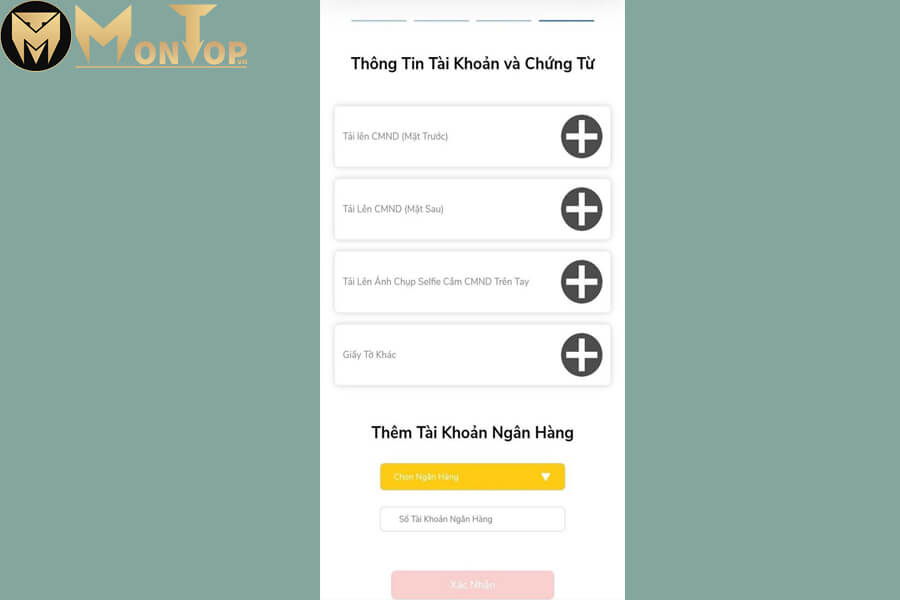 MONTOP.VN
Thông Tin Tài Khoản và Chứng Từ
Tải lên CMND (Mặt Trước)
Tải Lên CMND (Mặt Sau)
Tải Lên Ảnh Chụp Selfie Cầm CMND Trên Tay
Giấy Tờ Khác
Thêm Tài Khoản Ngân Hàng
Chọn Ngân Hàng
Số Tài Khoản Ngân Hàng
Xác Nhận